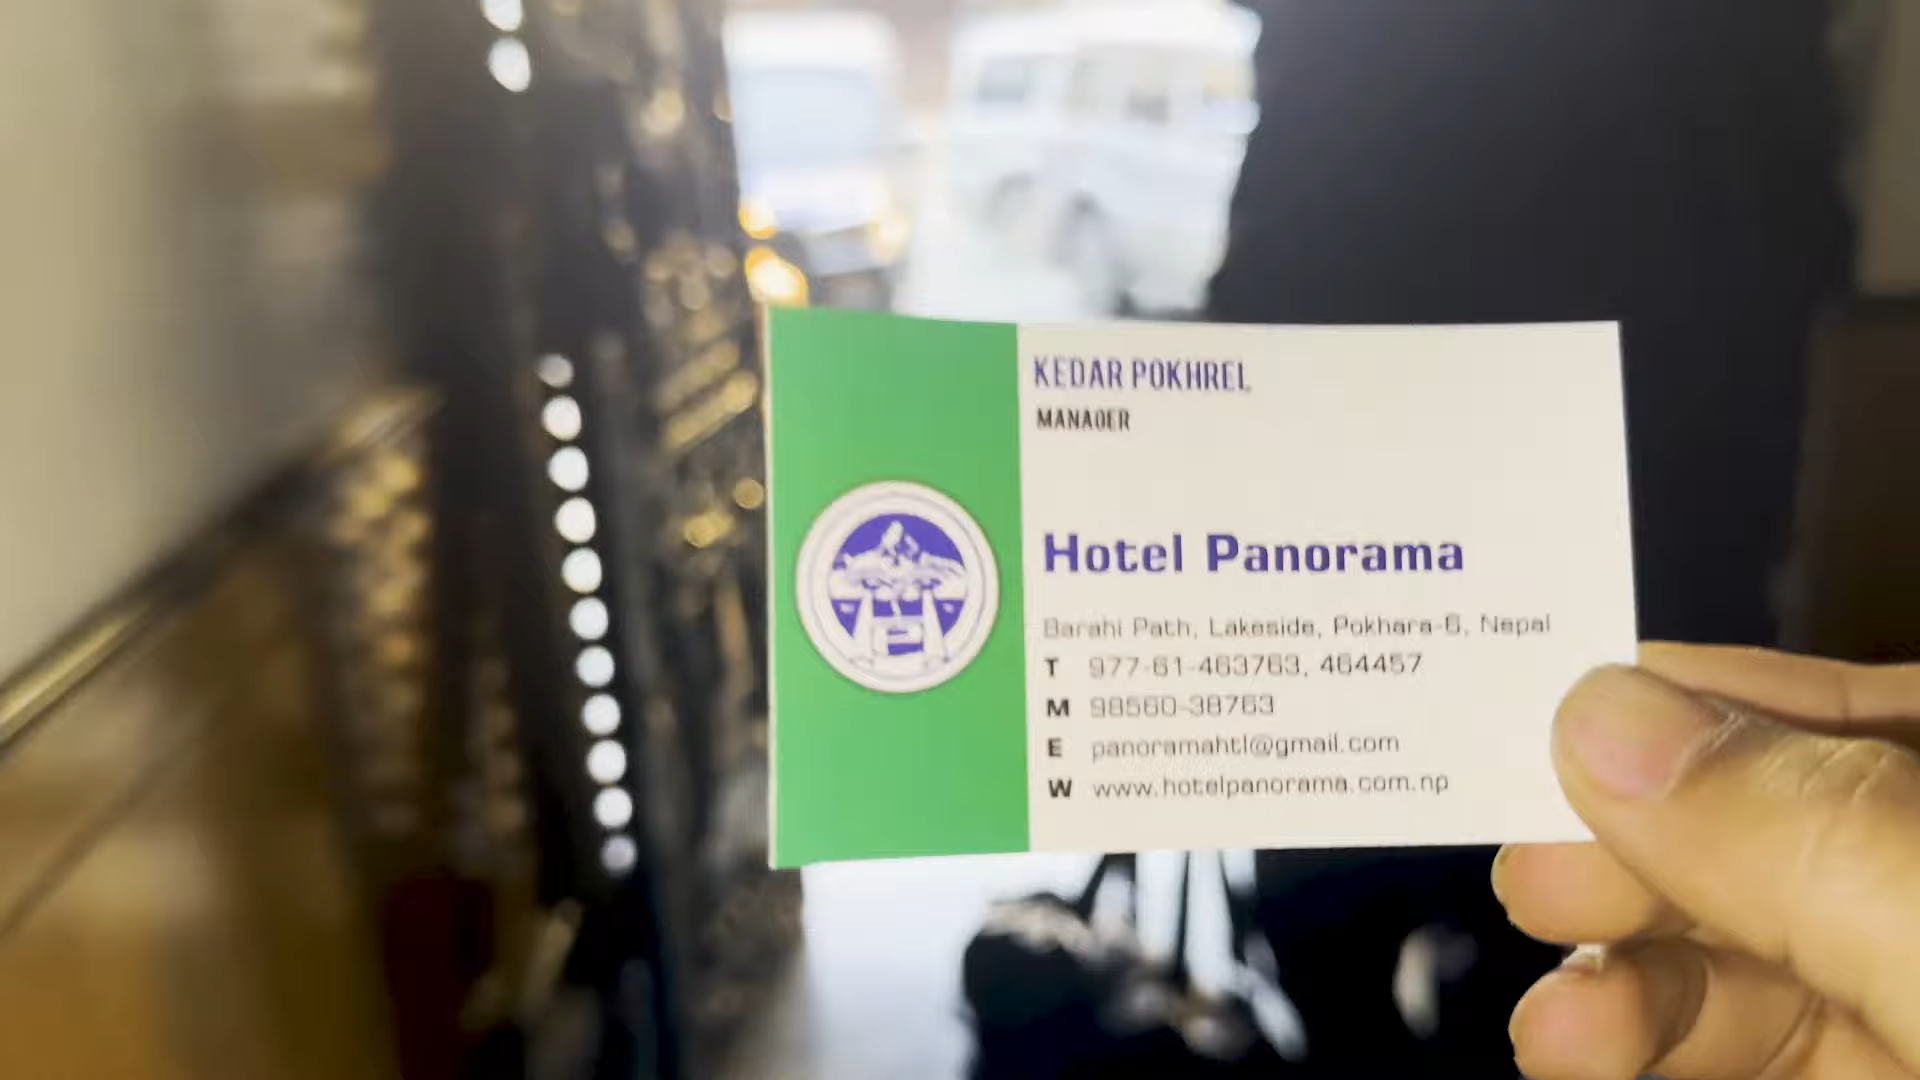 KEDAR POKHREL
MANAGER
Hotel Panorama
Barahi Path, Lakeside, Pokhara-6, Nepal
T 977-61-463763, 464457
M 98560-38763
E panoramahtl@gmail.com
W www.hotelpanorama.com.np